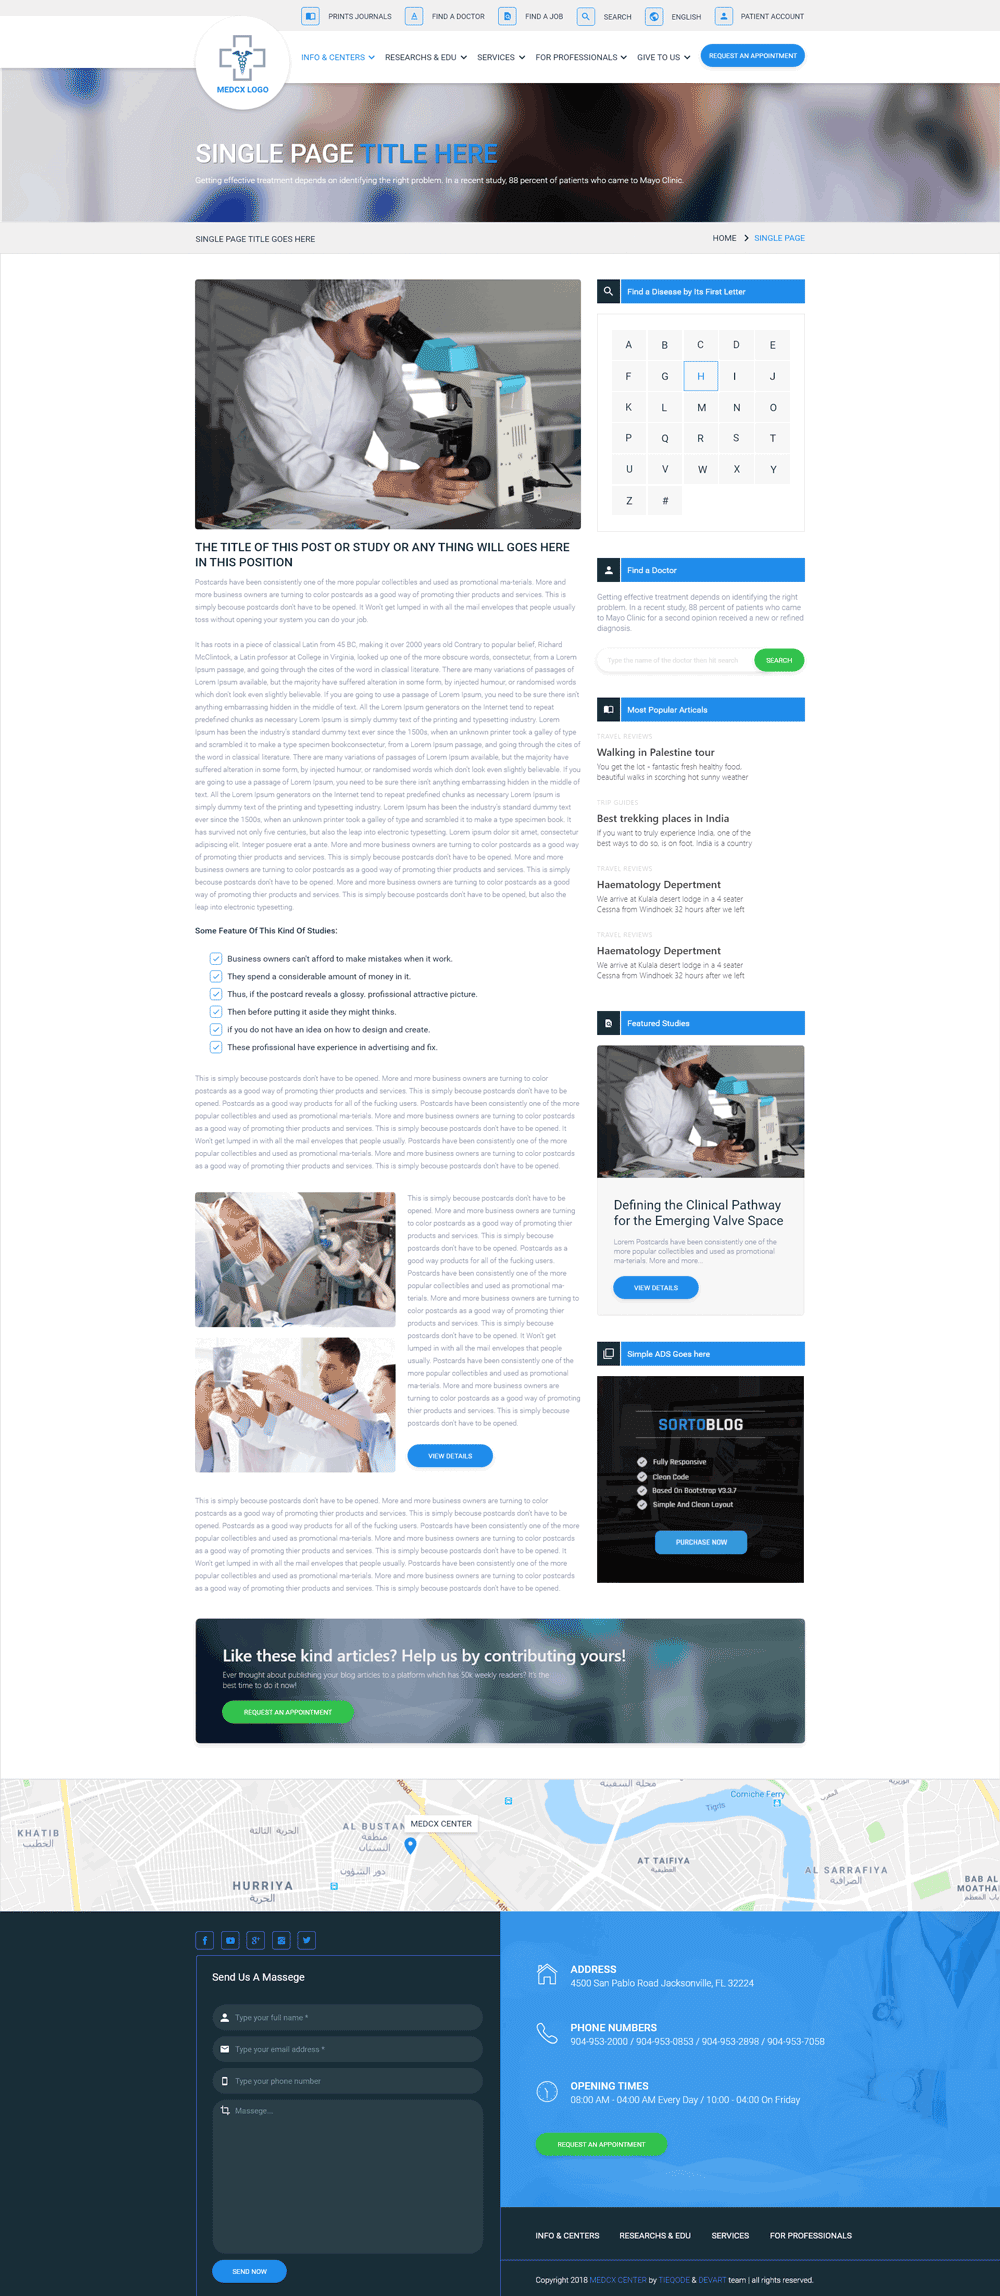 PRINTS JOURNALS
FIND A DOCTOR
FIND A JOB
SEARCH
ENGLISH
PATIENT ACCOUNT
MEDCX LOGO
INFO & CENTERS
RESEARCHS & EDU
SERVICES
FOR PROFESSIONALS
GIVE TO US
REQUEST AN APPOINTMENT
SINGLE PAGE TITLE HERE
Getting effective treatment depends on identifying the right problem. In a recent study, 88 percent of patients who came to Mayo Clinic.
SINGLE PAGE TITLE GOES HERE
HOME > SINGLE PAGE
THE TITLE OF THIS POST OR STUDY OR ANY THING WILL GOES HERE
IN THIS POSITION
Postcards have been consistently one of the more popular collectibles and used as promotional ma-terials. More and
more business owners are turning to color postcards as a good way of promoting thier products and services. This is
simply becouse postcards don't have to be opened. It Won't get lumped in with all the mail envelopes that people usually
toss without opening your system you can do your job.
It has roots in a piece of classical Latin from 45 BC, making it over 2000 years old Contrary to popular belief, Richard
McClintock, a Latin professor at College in Virginia, looked up one of the more obscure words, consectetur, from a Lorem
Ipsum passage, and going through the cites of the word in classical literature. There are many variations of passages of
Lorem Ipsum available, but the majority have suffered alteration in some form, by injected humour, or randomised words
which don't look even slightly believable. If you are going to use a passage of Lorem Ipsum, you need to be sure there isn't
anything embarrassing hidden in the middle of text. All the Lorem Ipsum generators on the Internet tend to repeat
predefined chunks as necessary Lorem Ipsum is simply dummy text of the printing and typesetting industry. Lorem
Ipsum has been the industry's standard dummy text ever since the 1500s, when an unknown printer took a galley of type
and scrambled it to make a type specimen bookconsectetur, from a Lorem Ipsum passage, and going through the cites of
the word in classical literature. There are many variations of passages of Lorem Ipsum available, but the majority have
suffered alteration in some form, by injected humour, or randomised words which don't look even slightly believable. If you
are going to use a passage of Lorem Ipsum, you need to be sure there isn't anything embarrassing hidden in the middle of
text. All the Lorem Ipsum generators on the Internet tend to repeat predefined chunks as necessary Lorem Ipsum is
simply dummy text of the printing and typesetting industry. Lorem Ipsum has been the industry's standard dummy text
ever since the 1500s, when an unknown printer took a galley of type and scrambled it to make a type specimen book. It
has survived not only five centuries, but also the leap into electronic typesetting. Lorem ipsum dolor sit amet, consectetur
adipiscing elit. Integer posuere erat a ante. More and more business owners are turning to color postcards as a good way
of promoting thier products and services. This is simply becouse postcards don't have to be opened. More and more
business owners are turning to color postcards as a good way of promoting thier products and services. This is simply
becouse postcards don't have to be opened. More and more business owners are turning to color postcards as a good
way of promoting thier products and services. This is simply becouse postcards don't have to be opened, but also the
leap into electronic typesetting.
Some Feature Of This Kind Of Studies:
Business owners can't afford to make mistakes when it work.
They spend a considerable amount of money in it.
Thus, if the postcard reveals a glossy. profissional attractive picture.
Then before putting it aside they might thinks.
if you do not have an idea on how to design and create.
These profissional have experience in advertising and fix.
This is simply becouse postcards don't have to be opened. More and more business owners are turning to color
postcards as a good way of promoting thier products and services. This is simply becouse postcards don't have to be
opened. Postcards as a good way products for all of the fucking users. Postcards have been consistently one of the more
popular collectibles and used as promotional ma-terials. More and more business owners are turning to color postcards
as a good way of promoting thier products and services. This is simply becouse postcards don't have to be opened. It
Won't get lumped in with all the mail envelopes that people usually. Postcards have been consistently one of the more
popular collectibles and used as promotional ma-terials. More and more business owners are turning to color postcards
as a good way of promoting thier products and services. This is simply becouse postcards don't have to be opened.
This is simply becouse postcards don't have to be
opened. More and more business owners are turning
to color postcards as a good way of promoting thier
products and services. This is simply becouse
postcards don't have to be opened. Postcards as a
good way products for all of the fucking users.
Postcards have been consistently one of the more
popular collectibles and used as promotional ma-
terials. More and more business owners are turning to
color postcards as a good way of promoting thier
products and services. This is simply becouse
postcards don't have to be opened. It Won't get
lumped in with all the mail envelopes that people
usually. Postcards have been consistently one of the
more popular collectibles and used as promotional
ma-terials. More and more business owners are
turning to color postcards as a good way of promoting
thier products and services. This is simply becouse
postcards don't have to be opened.
VIEW DETAILS
This is simply becouse postcards don't have to be opened. More and more business owners are turning to color
postcards as a good way of promoting thier products and services. This is simply becouse postcards don't have to be
opened. Postcards as a good way products for all of the fucking users. Postcards have been consistently one of the more
popular collectibles and used as promotional ma-terials. More and more business owners are turning to color postcards
as a good way of promoting thier products and services. This is simply becouse postcards don't have to be opened. It
Won't get lumped in with all the mail envelopes that people usually. Postcards have been consistently one of the more
popular collectibles and used as promotional ma-terials. More and more business owners are turning to color postcards
as a good way of promoting thier products and services. This is simply becouse postcards don't have to be opened.
Find a Disease by Its First Letter
A B C D E
F G H I J
K L M N O
P Q R S T
U V W X Y
Z #
Find a Doctor
Getting effective treatment depends on identifying the right
problem. In a recent study, 88 percent of patients who came
to Mayo Clinic for a second opinion received a new or refined
diagnosis.
Type the name of the doctor then hit search
SEARCH
Most Popular Articals
TRAVEL REVIEWS
Walking in Palestine tour
You get the lot - fantastic fresh healthy food,
beautiful walks in scorching hot sunny weather
TRIP GUIDES
Best trekking places in India
If you want to truly experience India, one of the
best ways to do so, is on foot. India is a country
TRAVEL REVIEWS
Haematology Depertment
We arrive at Kulala desert lodge in a 4 seater
Cessna from Windhoek 32 hours after we left
TRAVEL REVIEWS
Haematology Depertment
We arrive at Kulala desert lodge in a 4 seater
Cessna from Windhoek 32 hours after we left
Featured Studies
Defining the Clinical Pathway
for the Emerging Valve Space
Lorem Postcards have been consistently one of the
more popular collectibles and used as promotional
ma-terials. More and more...
VIEW DETAILS
Simple ADS Goes here
SORTOBLOG
Fully Responsive
Clean Code
Based On Bootstrap V3.3.7
Simple And Clean Layout
PURCHASE NOW
Like these kind articles? Help us by contributing yours!
Ever thought about publishing your blog articles to a platform which has 50k weekly readers? It's the
best time to do it now!
REQUEST AN APPOINTMENT
Road
محلة السفينة
Corniche Ferry
Tigris
MEDCX CENTER
KHATIB
الخطيب
الحرية الثالثة
AL BUSTAN
منطقة
البستان
دور الشؤون
HURRIYA
الحرية
14th
AT TAIFIYA
العطيفية
AL SARRAFIYA
الصرافية
BAB AL
MOATHAM
باب المعظم
Send Us A Massege
Type your full name *
Type your email address *
Type your phone number
Massege...
SEND NOW
ADDRESS
4500 San Pablo Road Jacksonville, FL 32224
PHONE NUMBERS
904-953-2000 / 904-953-0853 / 904-953-2898 / 904-953-7058
OPENING TIMES
08:00 AM - 04:00 AM Every Day / 10:00 - 04:00 On Friday
REQUEST AN APPOINTMENT
INFO & CENTERS
RESEARCHS & EDU
SERVICES
FOR PROFESSIONALS
Copyright 2018 MEDCX CENTER by TIEQODE & DEVART team | all rights reserved.